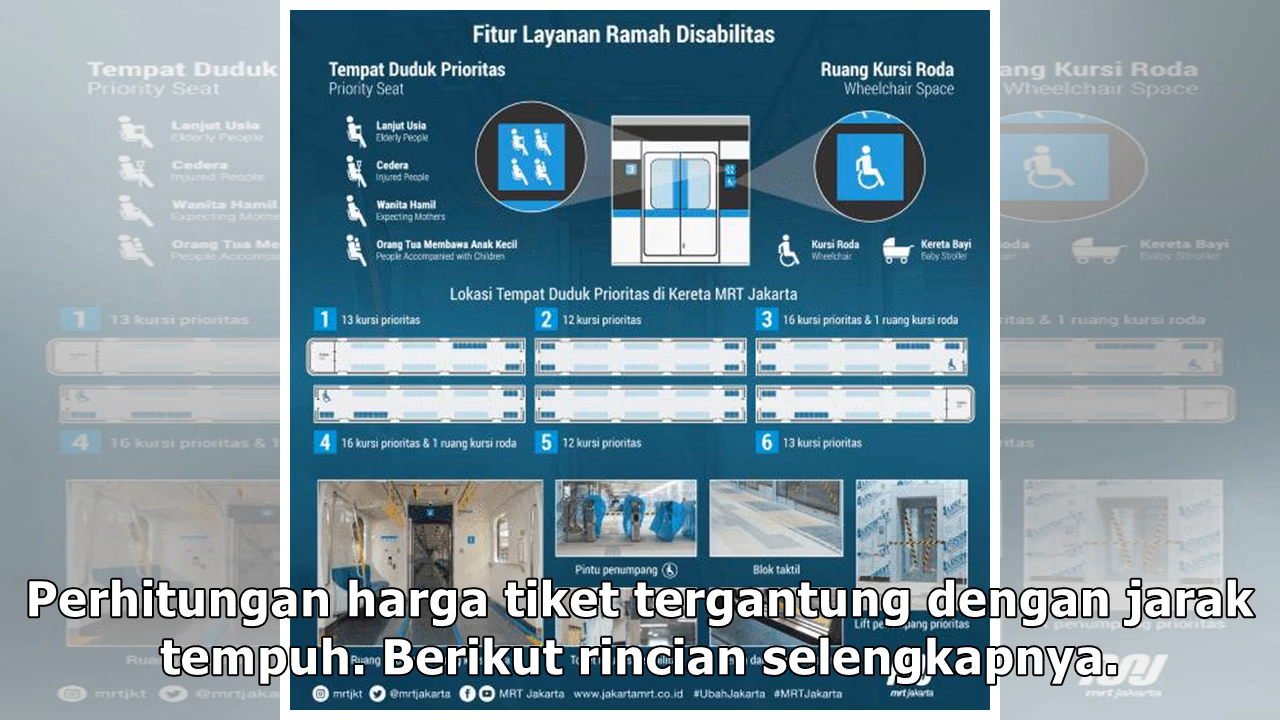 Fitur Layanan Ramah Disabilitas
Tempat Duduk Prioritas
Priority Seat
Ruang Kursi Roda
Wheelchair Space
Lanjut Usia
Elderly People
Cedera
Injured People
Wanita Hamil
Expecting Mothers
Orang Tua Membawa Anak Kecil
People Accompanied with Children
Kursi Roda
Wheelchair
Kereta Bayi
Baby Stroller
Lokasi Tempat Duduk Prioritas di Kereta MRT Jakarta
1 13 kursi prioritas
2 12 kursi prioritas
3 16 kursi prioritas & 1 ruang kursi roda
4 16 kursi prioritas & 1 ruang kursi roda
5 12 kursi prioritas
6 13 kursi prioritas
Pintu penumpang
Blok taktil
Lift prioritas
Perhitungan harga tiket tergantung dengan jarak
tempuh. Berikut rincian selengkapnya.
mrtjkt @mrtjakarta MRT Jakarta www.jakartamrt.co.id #UbahJakarta #MRTJakarta
mrt jakarta